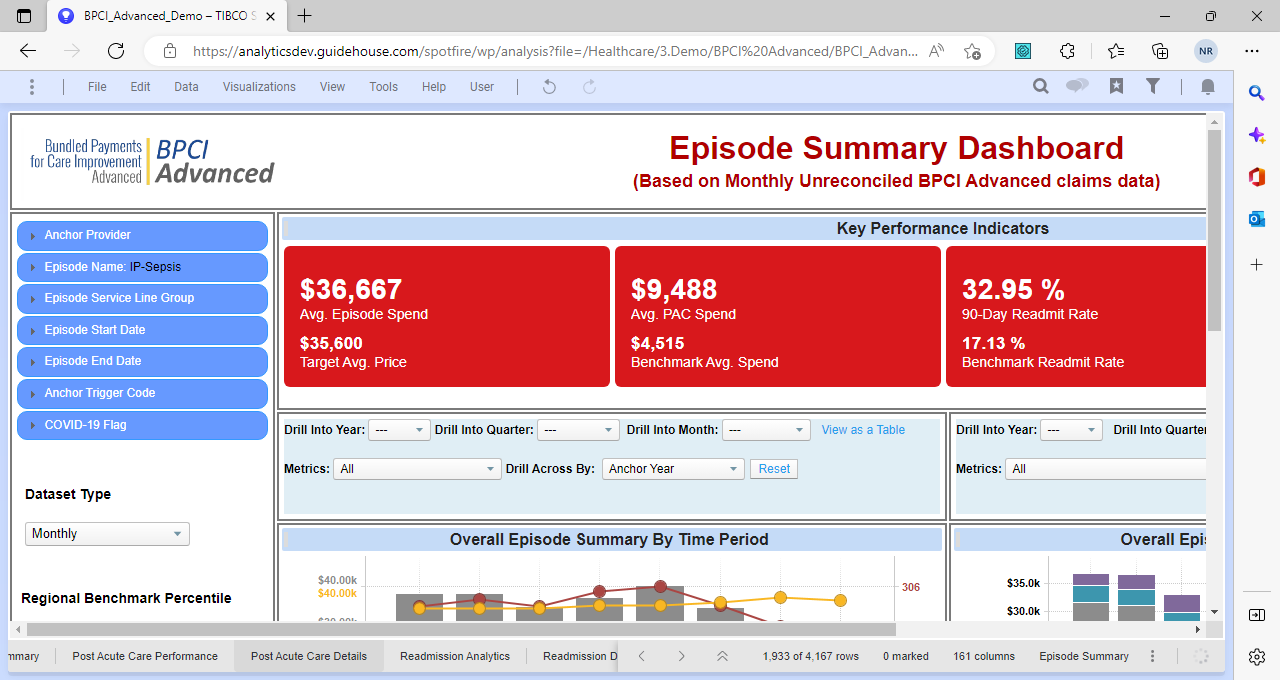 BPCI_Advanced_Demo – TIBCO S
https://analyticsdev.guidehouse.com/spotfire/wp/analysis?file=/Healthcare/3.Demo/BPCI%20Advanced/BPCI_Advan...
NR
File Edit Data Visualizations View Tools Help User
Bundled Payments
for Care Improvement
Advanced
BPCI
Advanced
Episode Summary Dashboard
(Based on Monthly Unreconciled BPCI Advanced claims data)
Anchor Provider
Episode Name: IP-Sepsis
Episode Service Line Group
Episode Start Date
Episode End Date
Anchor Trigger Code
COVID-19 Flag
Dataset Type
Monthly
Regional Benchmark Percentile
Key Performance Indicators
$36,667
Avg. Episode Spend
$35,600
Target Avg. Price
$9,488
Avg. PAC Spend
$4,515
Benchmark Avg. Spend
32.95 %
90-Day Readmit Rate
17.13 %
Benchmark Readmit Rate
Drill Into Year: --- Drill Into Quarter: --- Drill Into Month: --- View as a Table
Metrics: All Drill Across By: Anchor Year Reset
Drill Into Year: --- Drill Into Quarter
Metrics: All
Overall Episode Summary By Time Period
$40.00k
$40.00k
306
Overall Epi
$35.0k
$30.0k
mmary Post Acute Care Performance Post Acute Care Details Readmission Analytics Readmission D
1,933 of 4,167 rows 0 marked 161 columns Episode Summary